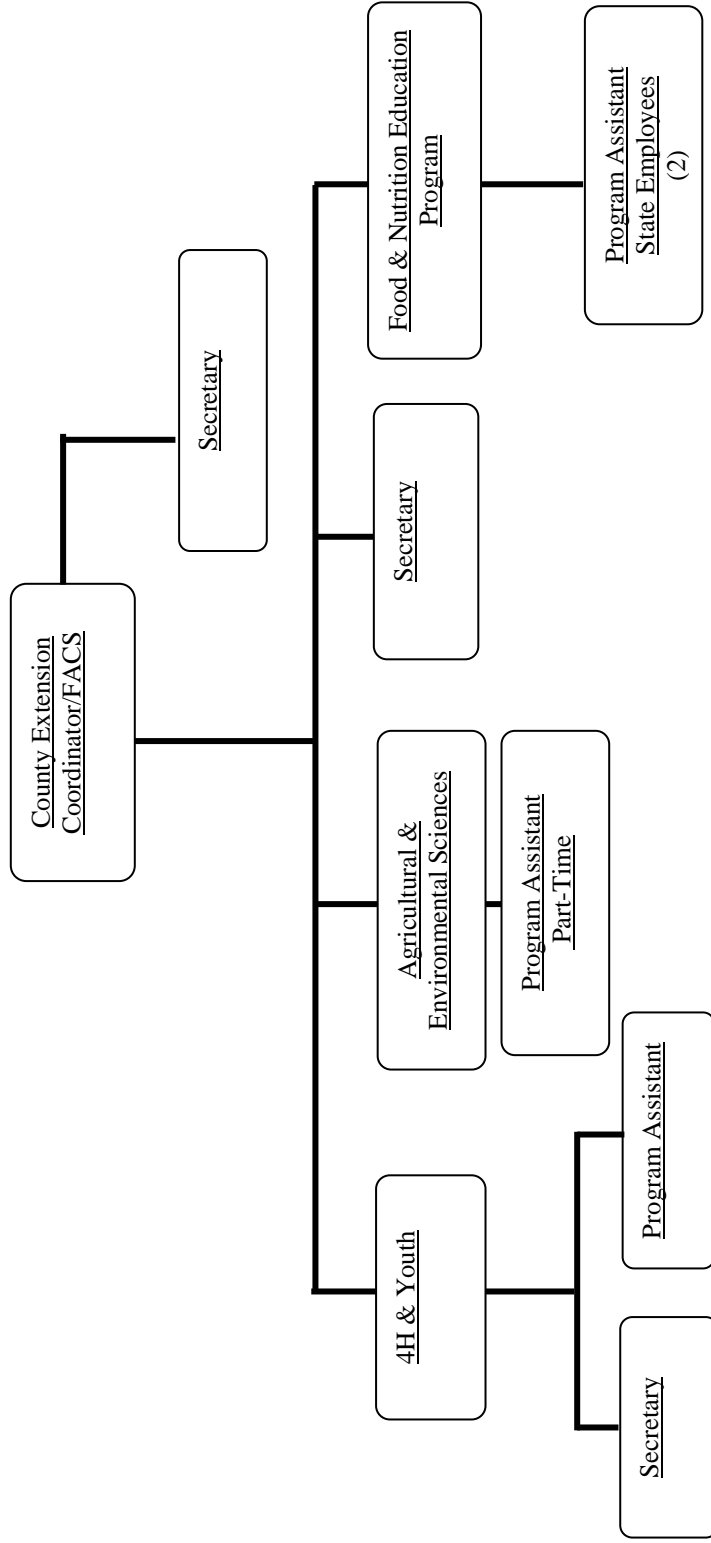 County Extension
Coordinator/FACS
Secretary
4H & Youth
Agricultural &
Environmental Sciences
Secretary
Food & Nutrition Education
Program
Program Assistant
Part-Time
Program Assistant
State Employees
(2)
Secretary
Program Assistant